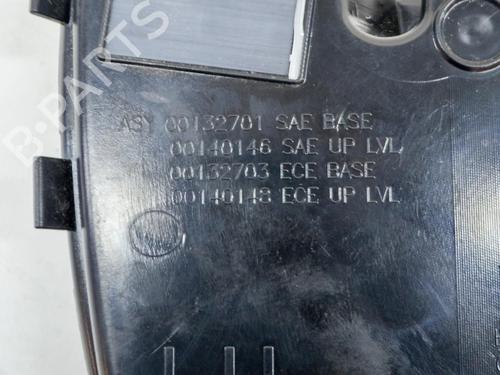 B-PARTS
ASY 00132701 SAE BASE
00140146 SAE UP LVL
00132703 ECE BASE
00140148 ECE UP LVL